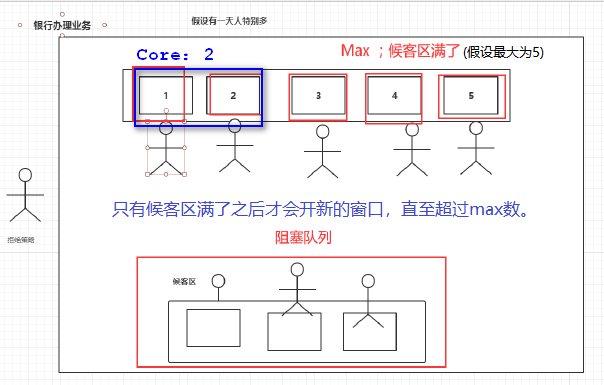 银行办理业务
假设有一天人特别多
Core: 2
Max ；候客区满了 (假设最大为5)
1 2 3 4 5
只有候客区满了之后才会开新的窗口，直至超过max数。
拒绝策略
阻塞队列
候客区